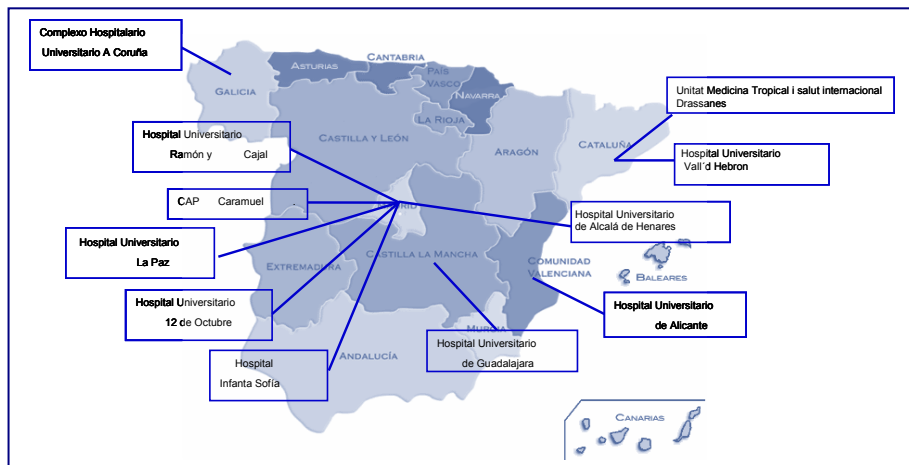 Complexo Hospitalario
Universitario A Coruña
CANTABRIA
ASTURIAS
PAÍS
VASCO
GALICIA
NAVARRA
LA RIOJA
Unitat Medicina Tropical i salut internacional
Drassanes
Hospital Universitario
Ramón y Cajal
CASTILLA Y LEÓN
ARAGÓN
CATALUÑA
Hospital Universitario
Vall´d Hebron
CAP Caramuel
MADRID
Hospital Universitario
de Alcalá de Henares
Hospital Universitario
La Paz
EXTREMADURA
CASTILLA LA MANCHA
COMUNIDAD
VALENCIANA
BALEARES
Hospital Universitario
12 de Octubre
Hospital Universitario
de Alicante
MURCIA
Hospital Universitario
de Guadalajara
ANDALUCÍA
Hospital
Infanta Sofía
CANARIAS